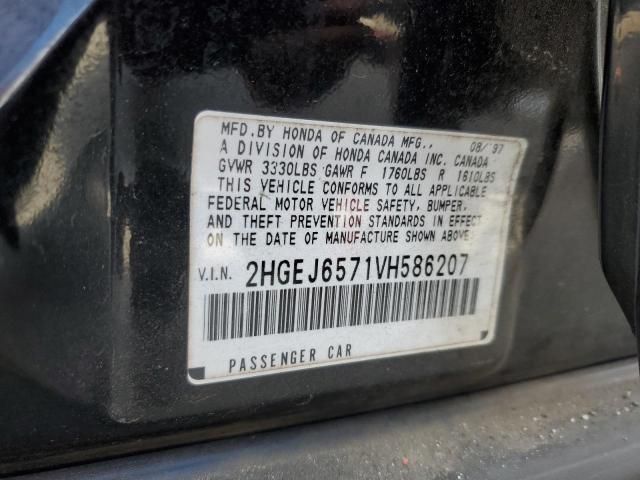 MFD. BY HONDA OF CANADA MFG., 08/ 97
A DIVISION OF HONDA CANADA INC. CANADA
GVWR 3330LBS GAWR F 1760LBS R 1610LBS
THIS VEHICLE CONFORMS TO ALL APPLICABLE
FEDERAL MOTOR VEHICLE SAFETY, BUMPER,
AND THEFT PREVENTION STANDARDS IN EFFECT
ON THE DATE OF MANUFACTURE SHOWN ABOVE.
V.I.N. 2HGEJ6571VH586207
PASSENGER CAR